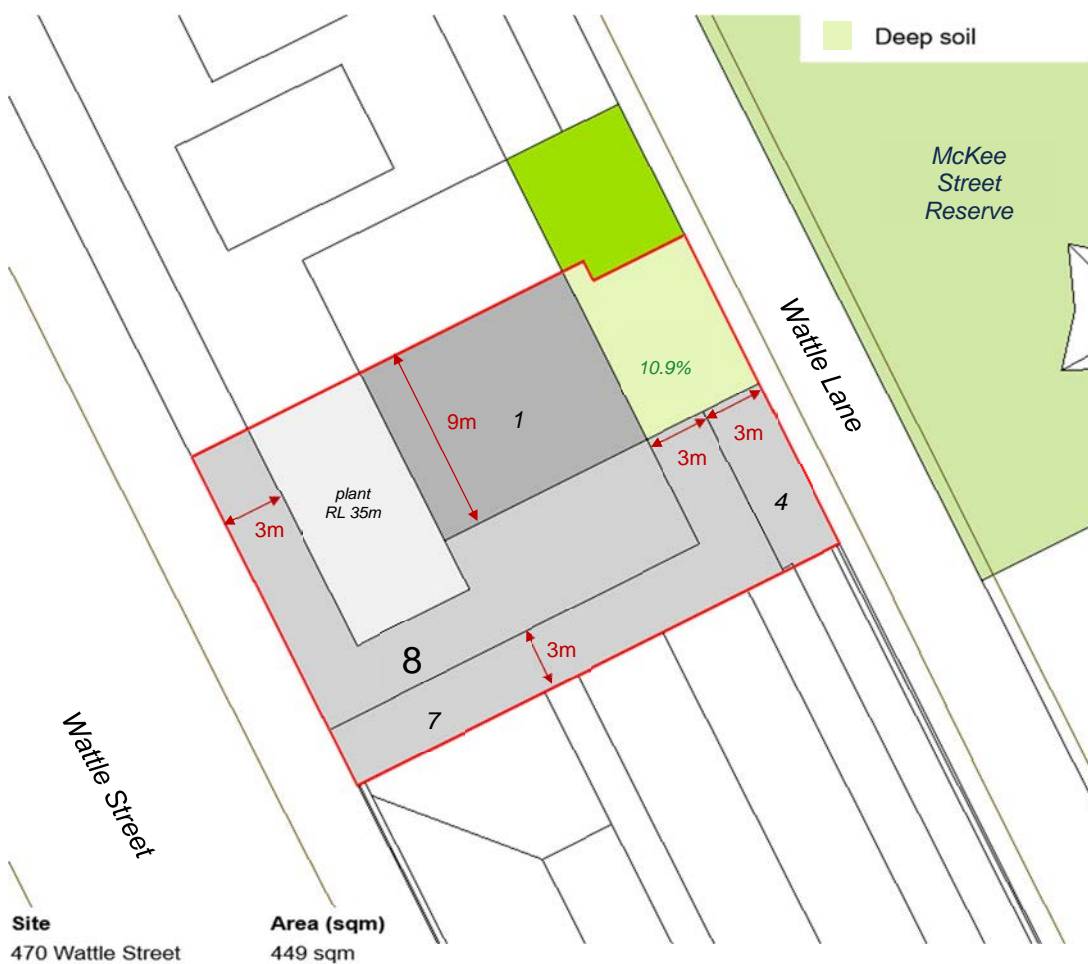 Deep soil
McKee
Street
Reserve
Wattle Lane
10.9%
9m
1
3m
3m
plant
RL 35m
3m
4
8
3m
7
Wattle Street
Site
Area (sqm)
470 Wattle Street
449 sqm